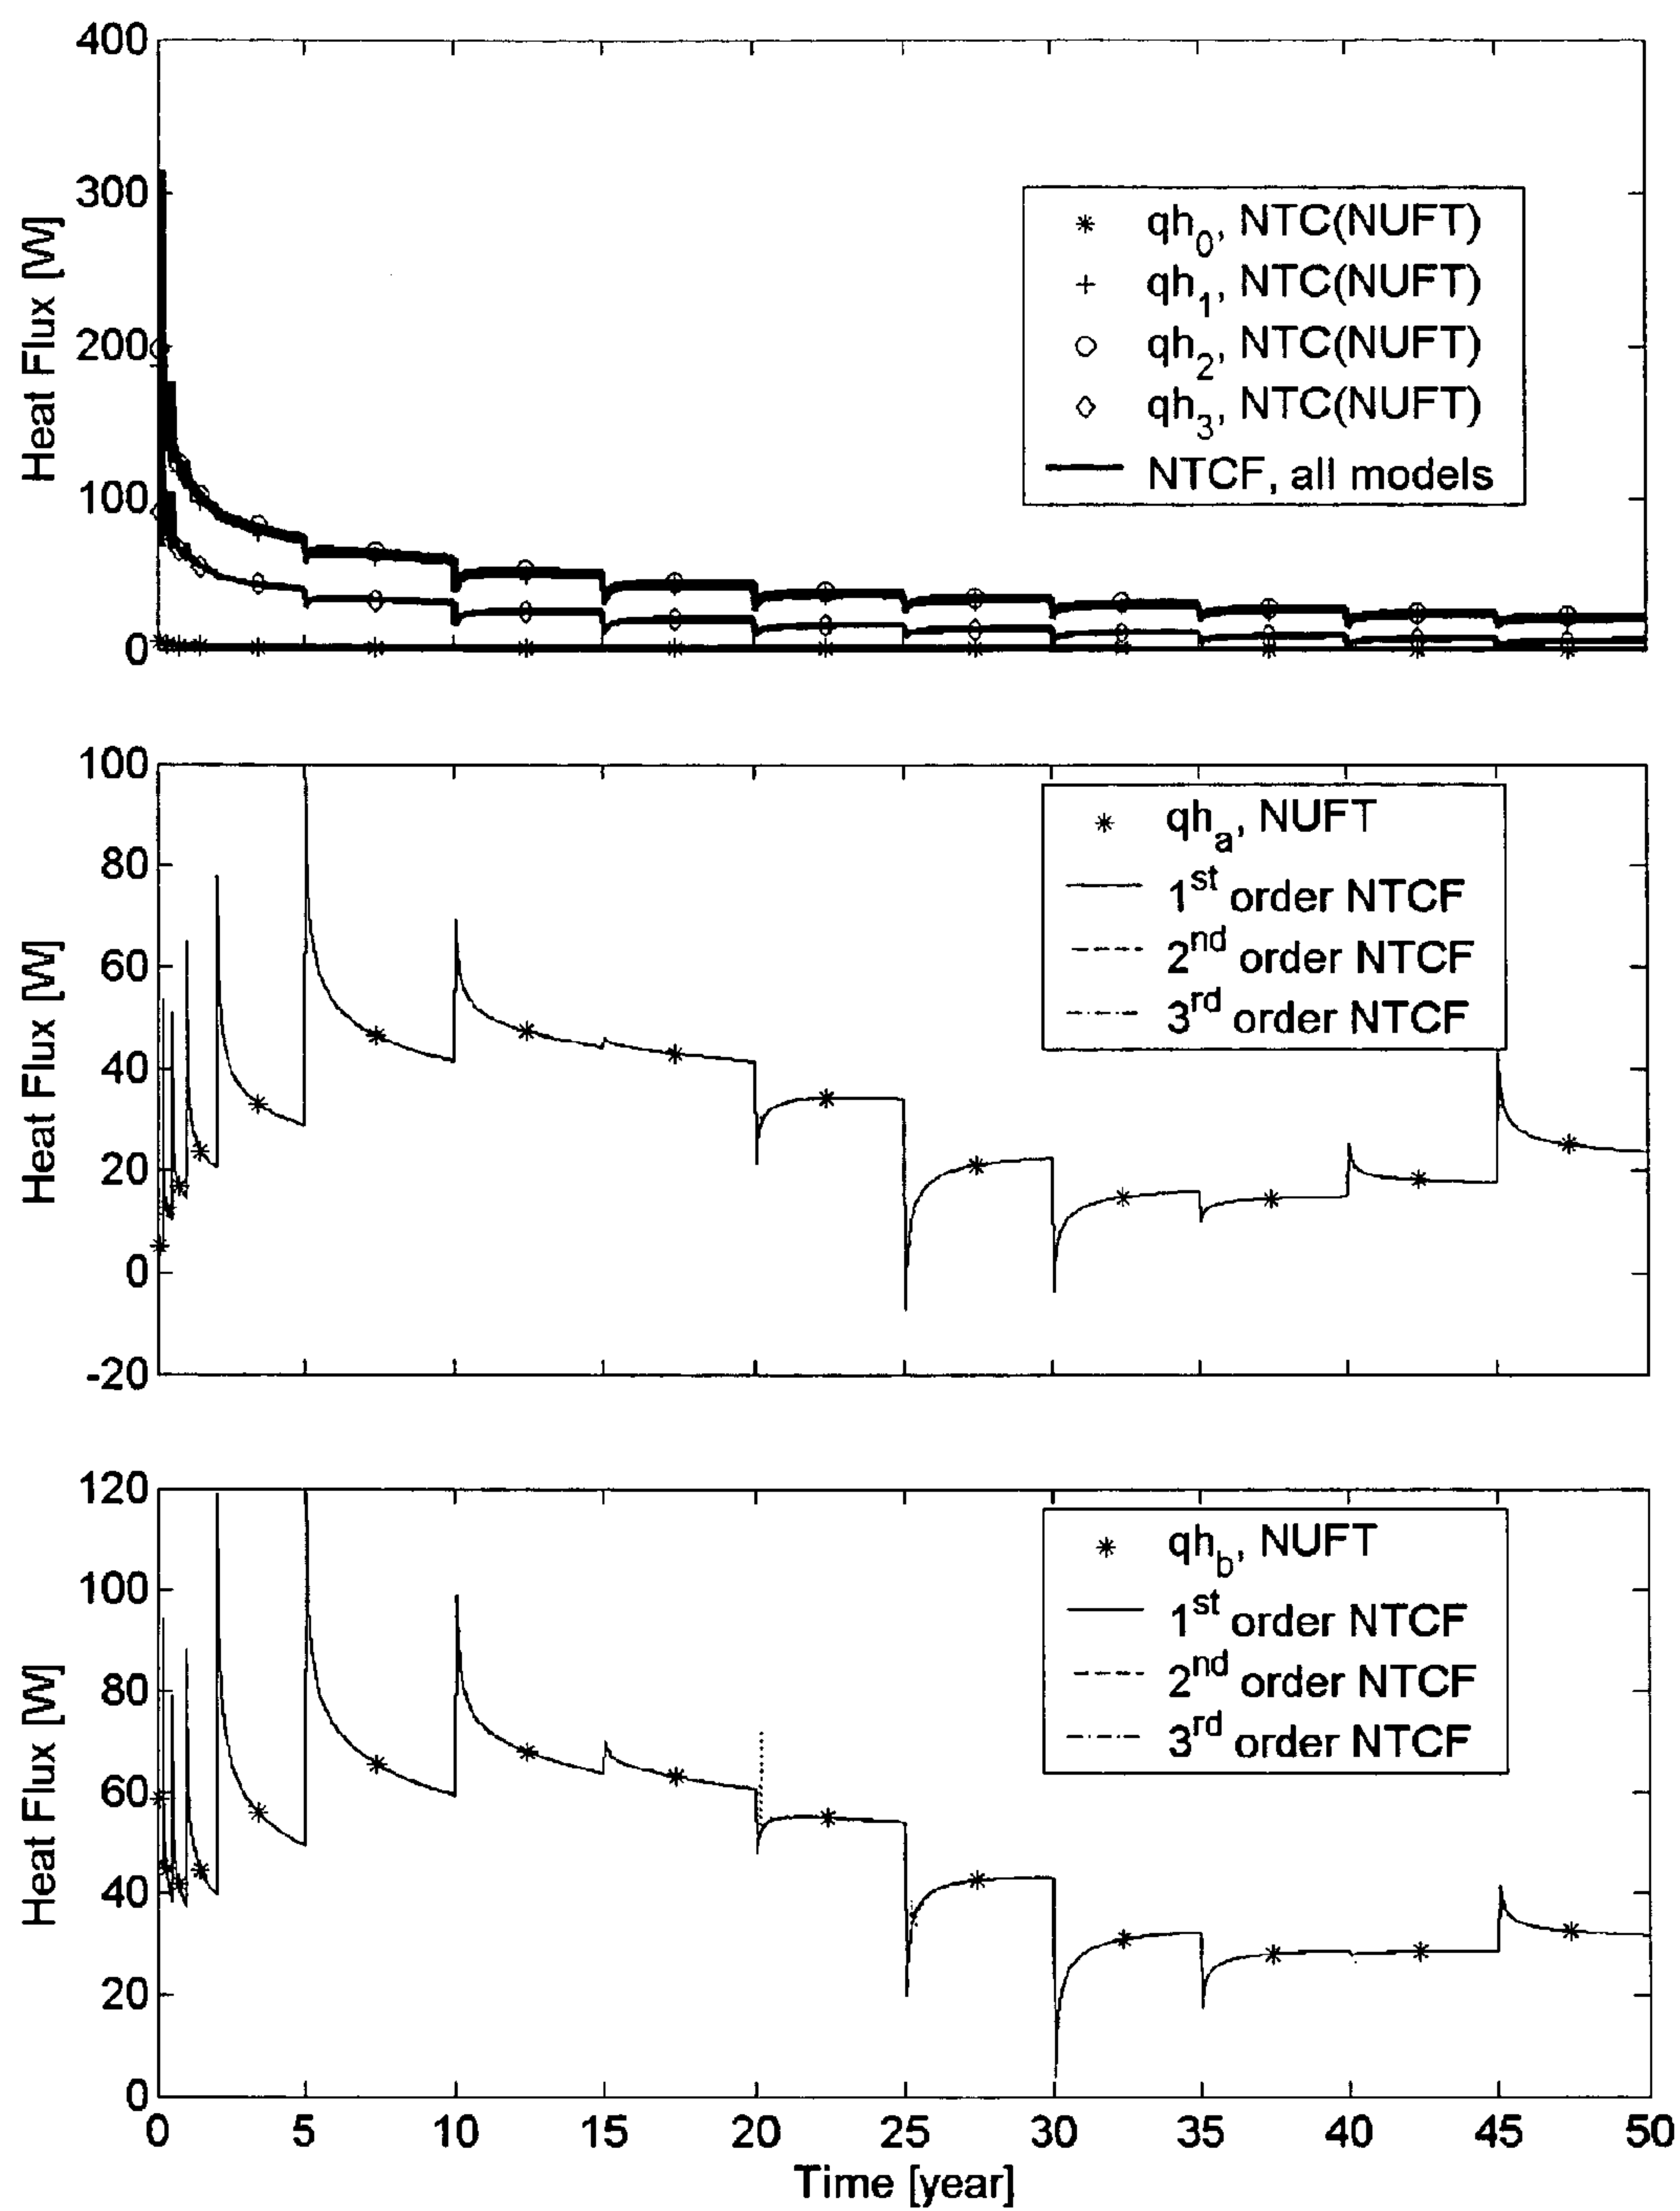 400
300
200
100
0
Heat Flux [W]
* qh0, NTC(NUFT)
+ qh1, NTC(NUFT)
○ qh2, NTC(NUFT)
◇ qh3, NTC(NUFT)
NTCF, all models
100
80
60
40
20
0
-20
Heat Flux [W]
* qha, NUFT
1st order NTCF
2nd order NTCF
3rd order NTCF
120
100
80
60
40
20
0
Heat Flux [W]
* qhb, NUFT
1st order NTCF
2nd order NTCF
3rd order NTCF
0 5 10 15 20 25 30 35 40 45 50
Time [year]